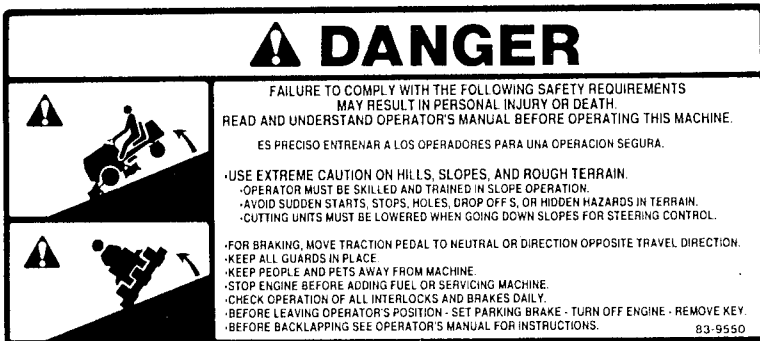 DANGER
FAILURE TO COMPLY WITH THE FOLLOWING SAFETY REQUIREMENTS
MAY RESULT IN PERSONAL INJURY OR DEATH.
READ AND UNDERSTAND OPERATOR'S MANUAL BEFORE OPERATING THIS MACHINE.
ES PRECISO ENTRENAR A LOS OPERADORES PARA UNA OPERACION SEGURA.
·USE EXTREME CAUTION ON HILLS, SLOPES, AND ROUGH TERRAIN.
·OPERATOR MUST BE SKILLED AND TRAINED IN SLOPE OPERATION.
·AVOID SUDDEN STARTS, STOPS, HOLES, DROP OFF S, OR HIDDEN HAZARDS IN TERRAIN.
·CUTTING UNITS MUST BE LOWERED WHEN GOING DOWN SLOPES FOR STEERING CONTROL.
·FOR BRAKING, MOVE TRACTION PEDAL TO NEUTRAL OR DIRECTION OPPOSITE TRAVEL DIRECTION.
·KEEP ALL GUARDS IN PLACE.
·KEEP PEOPLE AND PETS AWAY FROM MACHINE.
·STOP ENGINE BEFORE ADDING FUEL OR SERVICING MACHINE.
·CHECK OPERATION OF ALL INTERLOCKS AND BRAKES DAILY.
·BEFORE LEAVING OPERATOR'S POSITION - SET PARKING BRAKE - TURN OFF ENGINE - REMOVE KEY.
·BEFORE BACKLAPPING SEE OPERATOR'S MANUAL FOR INSTRUCTIONS.
83-9550